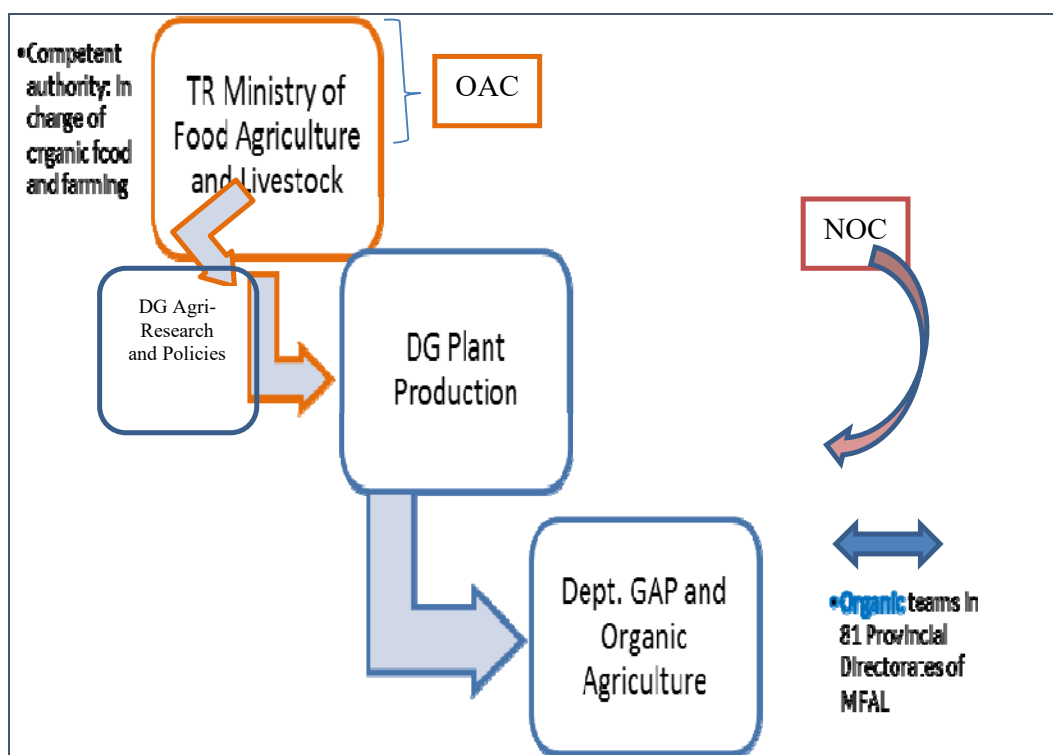 •Competent
authority: In
charge of
organic food
and farming
TR Ministry of
Food Agriculture
and Livestock
OAC
NOC
DG Agri-
Research
and Policies
DG Plant
Production
Dept. GAP and
Organic
Agriculture
•Organic teams in
81 Provincial
Directorates of
MFAL